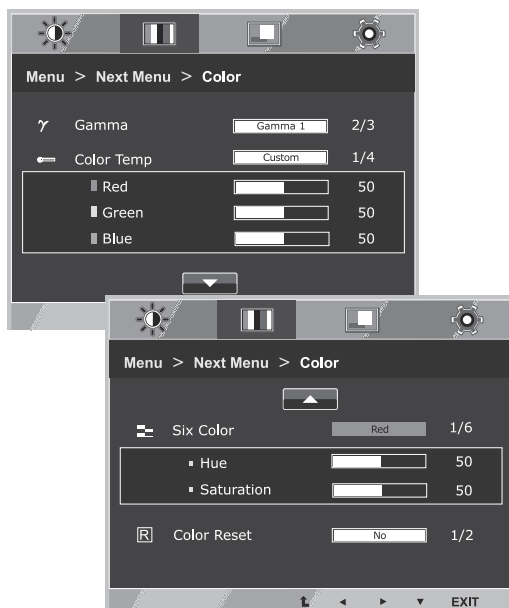 Menu > Next Menu > Color
γ Gamma Gamma 1 2/3
Color Temp Custom 1/4
Red 50
Green 50
Blue 50
Menu > Next Menu > Color
Six Color Red 1/6
Hue 50
Saturation 50
R Color Reset No 1/2
EXIT